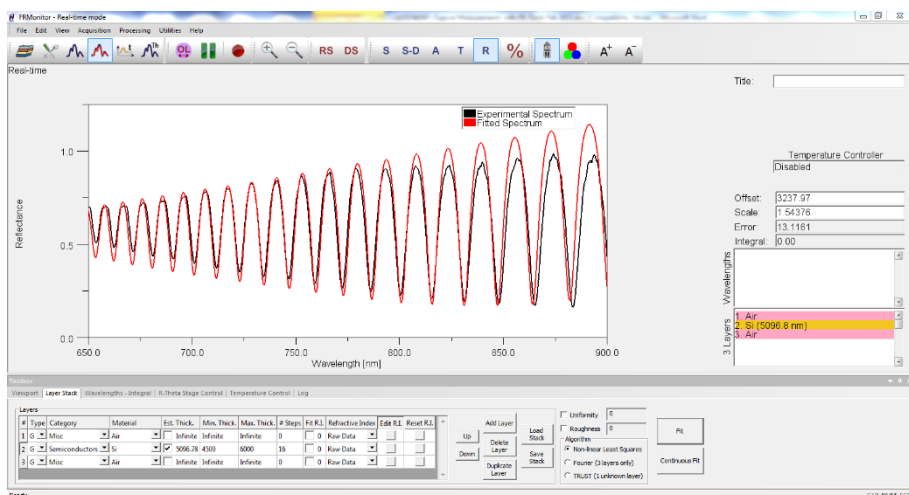 FRMonitor - Real-time mode
File Edit View Acquisition Processing Utilities Help
Th OL RS DS S S-D A T R % A+ A-
Real-time
Title:
Experimental Spectrum
Fitted Spectrum
1.0
0.5
0.0
Reflectance
650.0 700.0 750.0 800.0 850.0 900.0
Wavelength [nm]
Temperature Controller
Disabled
Offset: 3237.97
Scale: 1.54376
Error: 13.1161
Integral: 0.00
Wavelengths
3 Layers
1. Air
2. Si (5096.8 nm)
3. Air
Toolbox
Viewport Layer Stack Wavelengths - Integral R-Theta Stage Control Temperature Control Log
Layers
# Type Category Material Est. Thick. Min. Thick. Max. Thick. # Steps Fit R.I. Refractive Index Edit R.I. Reset R.I.
1 G Misc Air Infinite Infinite Infinite 0 0 Raw Data
2 G Semiconductors Si 5096.78 4503 6000 16 0 Raw Data
3 G Misc Air Infinite Infinite Infinite 0 0 Raw Data
Up
Down
Add Layer
Delete Layer
Duplicate Layer
Load Stack
Save Stack
Uniformity 0
Roughness 0
Algorithm
Non-linear Least Squares
Fourier (3 layers only)
TRUST (1 unknown layer)
Fit
Continuous Fit
Ready